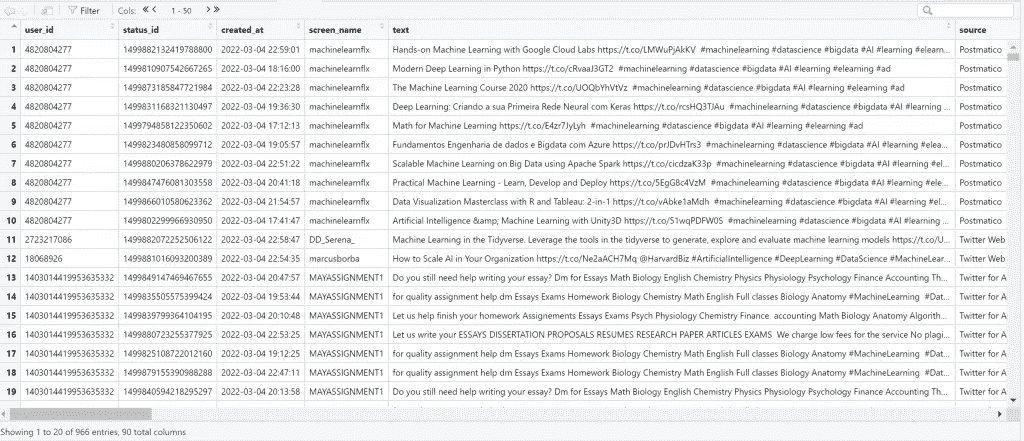 Filter Cols: 1 - 50
user_id status_id created_at screen_name text source
1 4820804277 1499882132419788800 2022-03-04 22:59:01 machinelearnflx Hands-on Machine Learning with Google Cloud Labs https://t.co/LMWuPjAkKV #machinelearning #datascience #bigdata #AI #learning #elearn... Postmatico
2 4820804277 1499810907542667265 2022-03-04 18:16:00 machinelearnflx Modern Deep Learning in Python https://t.co/cRvaaJ3GT2 #machinelearning #datascience #bigdata #AI #learning #elearning #ad Postmatico
3 4820804277 1499873185847721984 2022-03-04 22:23:28 machinelearnflx The Machine Learning Course 2020 https://t.co/UOQbYhVtVz #machinelearning #datascience #bigdata #AI #learning #elearning #ad Postmatico
4 4820804277 1499831168321130497 2022-03-04 19:36:30 machinelearnflx Deep Learning: Criando a sua Primeira Rede Neural com Keras https://t.co/rcsHQ3TJAu #machinelearning #datascience #bigdata #AI #learning ... Postmatico
5 4820804277 1499794858122350602 2022-03-04 17:12:13 machinelearnflx Math for Machine Learning https://t.co/E4zr7JyLyh #machinelearning #datascience #bigdata #AI #learning #elearning #ad Postmatico
6 4820804277 1499823480858099712 2022-03-04 19:05:57 machinelearnflx Fundamentos Engenharia de dados e Bigdata com Azure https://t.co/prJDvHTrs3 #machinelearning #datascience #bigdata #AI #learning #elea... Postmatico
7 4820804277 1499880206378622979 2022-03-04 22:51:22 machinelearnflx Scalable Machine Learning on Big Data using Apache Spark https://t.co/cicdzaK33p #machinelearning #datascience #bigdata #AI #learning #el... Postmatico
8 4820804277 1499847476081303558 2022-03-04 20:41:18 machinelearnflx Practical Machine Learning - Learn, Develop and Deploy https://t.co/5EgG8c4VzM #machinelearning #datascience #bigdata #AI #learning #ele... Postmatico
9 4820804277 1499866010580623362 2022-03-04 21:54:57 machinelearnflx Data Visualization Masterclass with R and Tableau: 2-in-1 https://t.co/vAbke1aMdh #machinelearning #datascience #bigdata #AI #learning #el... Postmatico
10 4820804277 1499802299966930950 2022-03-04 17:41:47 machinelearnflx Artificial Intelligence &amp; Machine Learning with Unity3D https://t.co/51wqPDFW0S #machinelearning #datascience #bigdata #AI #learning #... Postmatico
11 2723217086 1499882072252506122 2022-03-04 22:58:47 DD_Serena_ Machine Learning in the Tidyverse. Leverage the tools in the tidyverse to generate, explore and evaluate machine learning models https://t.co/U... Twitter Web
12 18068926 1499881016093200389 2022-03-04 22:54:35 marcusborba How to Scale AI in Your Organization https://t.co/Ne2aACH7Mq @HarvardBiz #ArtificialIntelligence #DeepLearning #DataScience #MachineLear... Twitter Web
13 1403014419953635332 1499849147469467655 2022-03-04 20:47:57 MAYASSIGNMENT1 Do you still need help writing your essay? Dm for Essays Math Biology English Chemistry Physics Physiology Psychology Finance Accounting Th... Twitter for A
14 1403014419953635332 1499835505575399424 2022-03-04 19:53:44 MAYASSIGNMENT1 for quality assignment help dm Essays Exams Homework Biology Chemistry Math English Full classes Biology Anatomy #MachineLearning #Dat... Twitter for A
15 1403014419953635332 1499839799364104195 2022-03-04 20:10:48 MAYASSIGNMENT1 Let us help finish your homework Assignements Essays Exams Psych Physiology Chemistry Finance accounting Math Biology Anatomy Algorith... Twitter for A
16 1403014419953635332 1499880723255377925 2022-03-04 22:53:25 MAYASSIGNMENT1 Let us write your ESSAYS DISSERTATION PROPOSALS RESUMES RESEARCH PAPER ARTICLES EXAMS We charge low fees for the service No plagi... Twitter for A
17 1403014419953635332 1499825108722012160 2022-03-04 19:12:25 MAYASSIGNMENT1 for quality assignment help dm Essays Exams Homework Biology Chemistry Math English Full classes Biology Anatomy #MachineLearning #Dat... Twitter for A
18 1403014419953635332 1499879155390988288 2022-03-04 22:47:11 MAYASSIGNMENT1 for quality assignment help dm Essays Exams Homework Biology Chemistry Math English Full classes Biology Anatomy #MachineLearning #Dat... Twitter for A
19 1403014419953635332 1499840594218295297 2022-03-04 20:13:58 MAYASSIGNMENT1 Do you still need help writing your essay? Dm for Essays Math Biology English Chemistry Physics Physiology Psychology Finance Accounting Th... Twitter for A
Showing 1 to 20 of 966 entries, 90 total columns